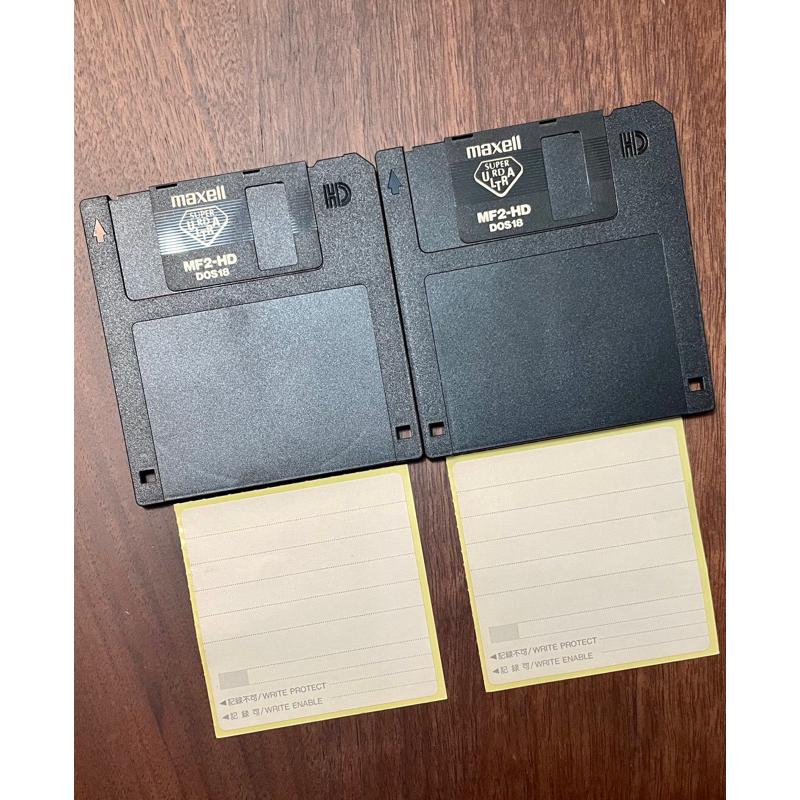 maxell
SUPER
URDA
LTR
MF2-HD
DOS18
HD
maxell
SUPER
URDA
LTR
MF2-HD
DOS18
HD
◀記録不可/WRITE PROTECT
◀記 録 可/WRITE ENABLE
◀記録不可/WRITE PROTECT
◀記 録 可/WRITE ENABLE